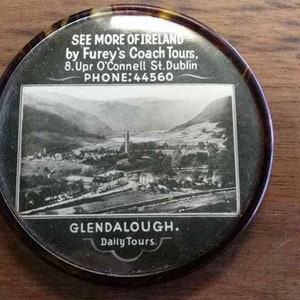 SEE MORE OF IRELAND
by Furey's Coach Tours,
8. Upr O'Connell St. Dublin
PHONE: 44560
GLENDALOUGH.
Daily Tours.